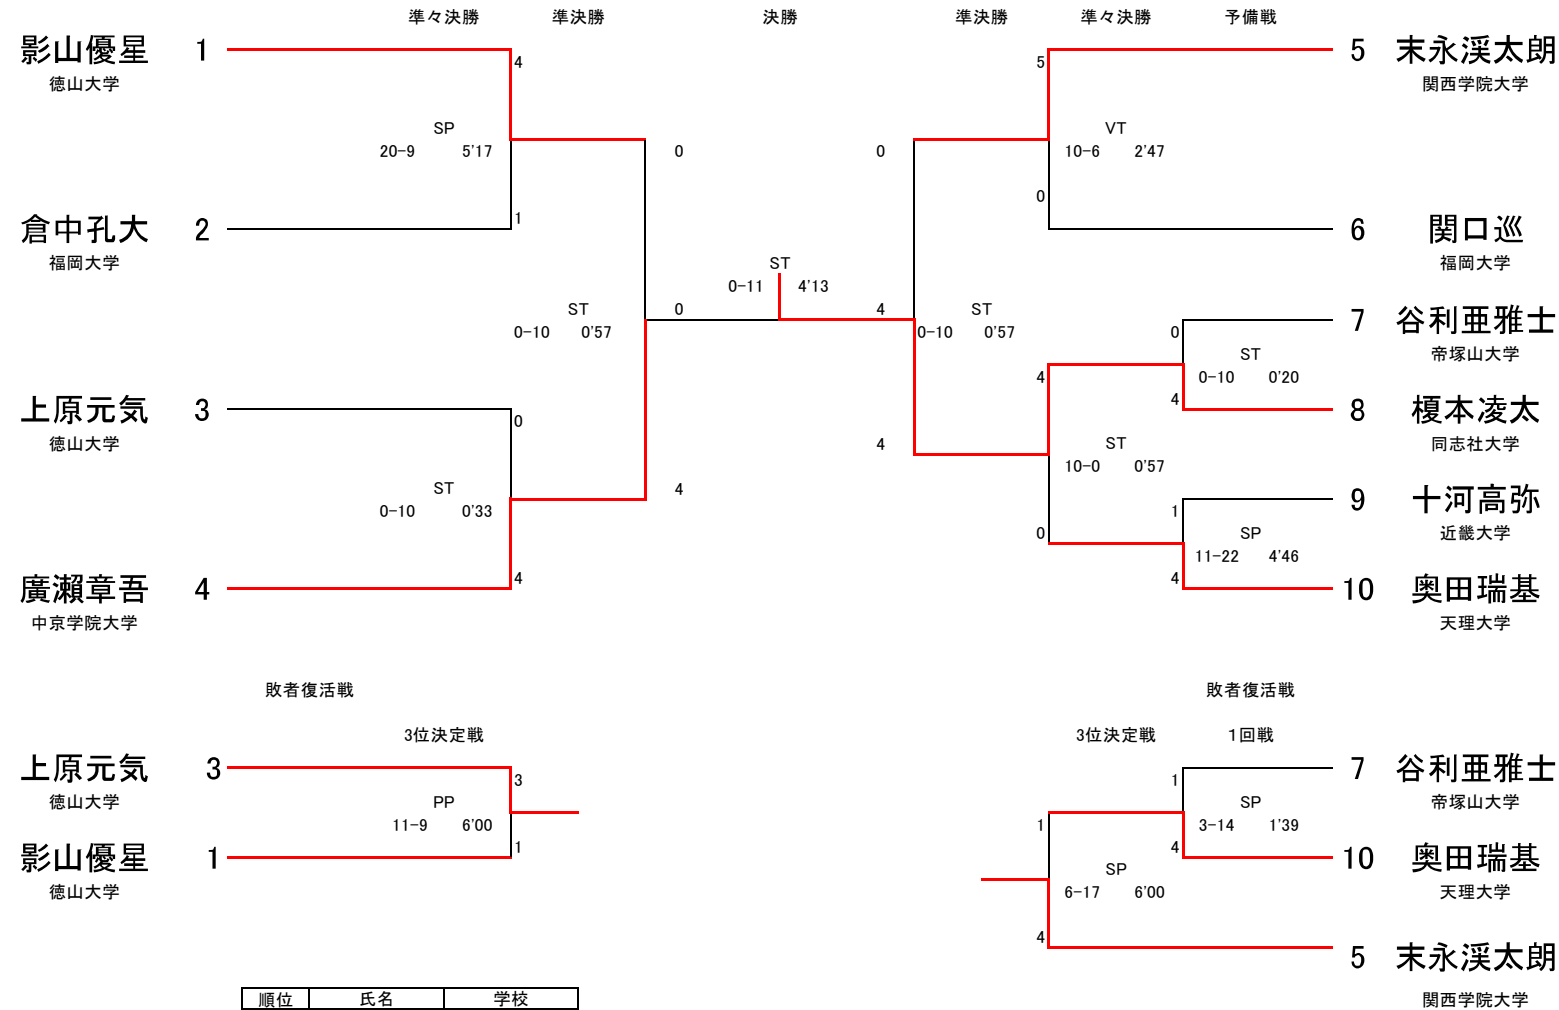 準々決勝 準決勝 決勝 準決勝 準々決勝 予備戦
影山優星 1 4 5 5 末永渓太朗
徳山大学 関西学院大学
SP VT
20-9 5'17 0 0 10-6 2'47
倉中孔大 2 1 0 6 関口巡
福岡大学 福岡大学
ST
0-11 4'13
ST 0 4 ST 7 谷利亜雅士
0-10 0'57 0-10 0'57 0 帝塚山大学
ST
4 0-10 0'20
上原元気 3 0 4 8 榎本凌太
徳山大学 4 ST 同志社大学
10-0 0'57
ST 4 9 十河高弥
0-10 0'33 1 近畿大学
0 SP
11-22 4'46
廣瀨章吾 4 4 4 10 奥田瑞基
中京学院大学 天理大学
敗者復活戦 敗者復活戦
3位決定戦 3位決定戦 1回戦
上原元気 3 3 1 7 谷利亜雅士
徳山大学 PP SP 帝塚山大学
11-9 6'00 1 3-14 1'39
影山優星 1 1 4 10 奥田瑞基
徳山大学 SP 天理大学
6-17 6'00
4 5 末永渓太朗
順位 氏名 学校 関西学院大学